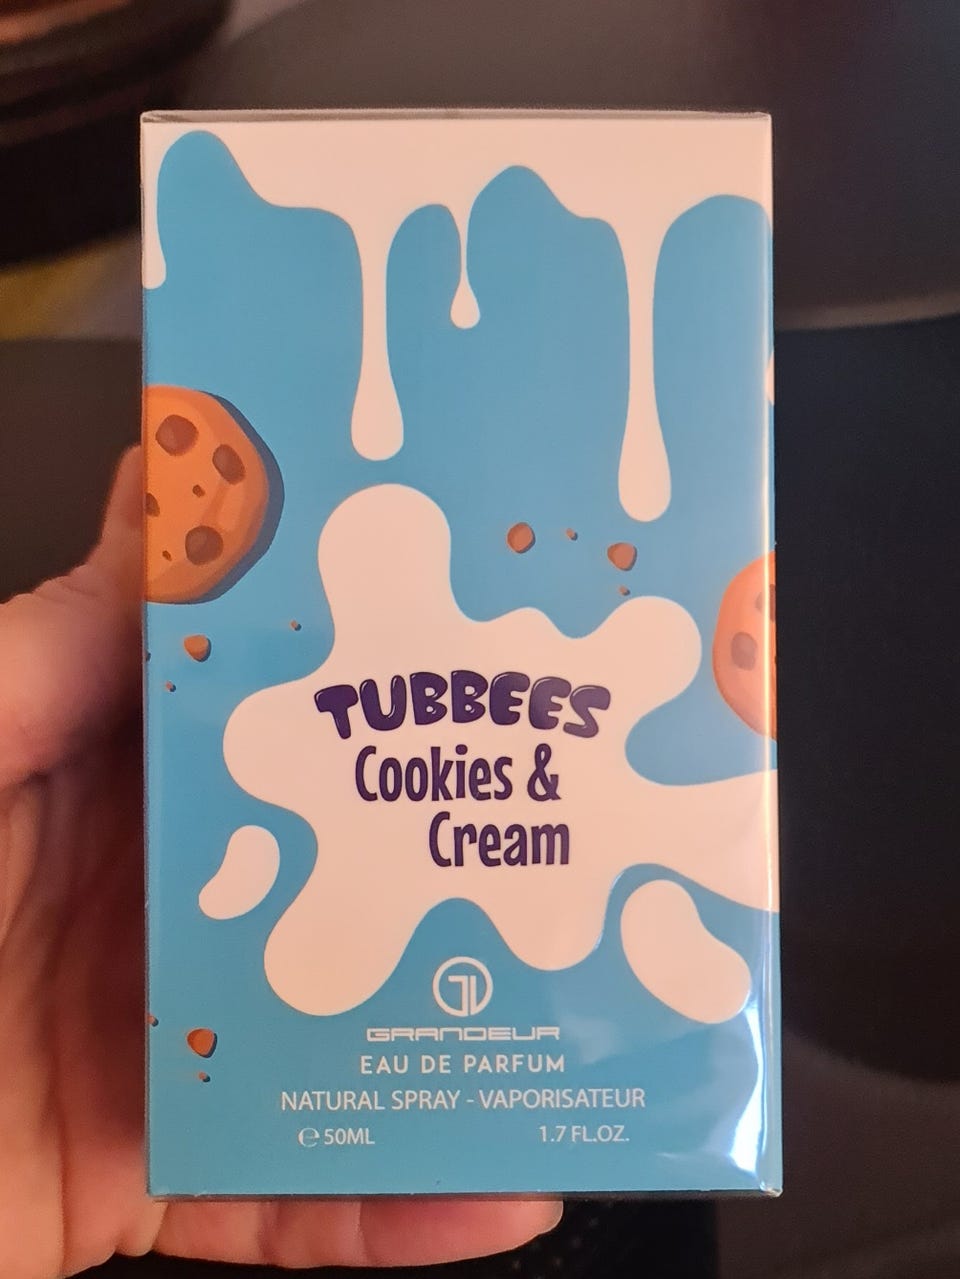 TUBBEES
Cookies &
Cream
GRANDEUR
EAU DE PARFUM
NATURAL SPRAY - VAPORISATEUR
℮ 50ML 1.7 FL.OZ.